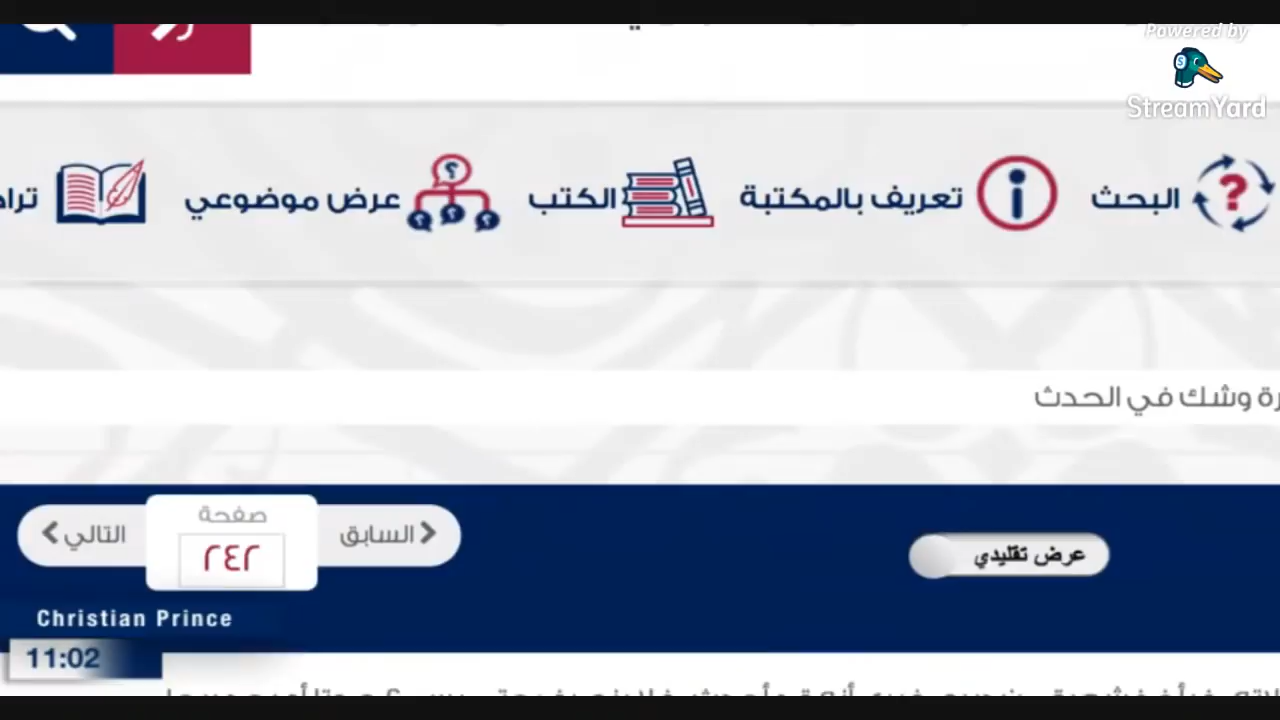 Powered by
StreamYard
البحث
تعريف بالمكتبة
الكتب
عرض موضوعي
وشك في الحدث
عرض تقليدي
السابق
صفحة
٢٤٢
التالي
Christian Prince
11:02